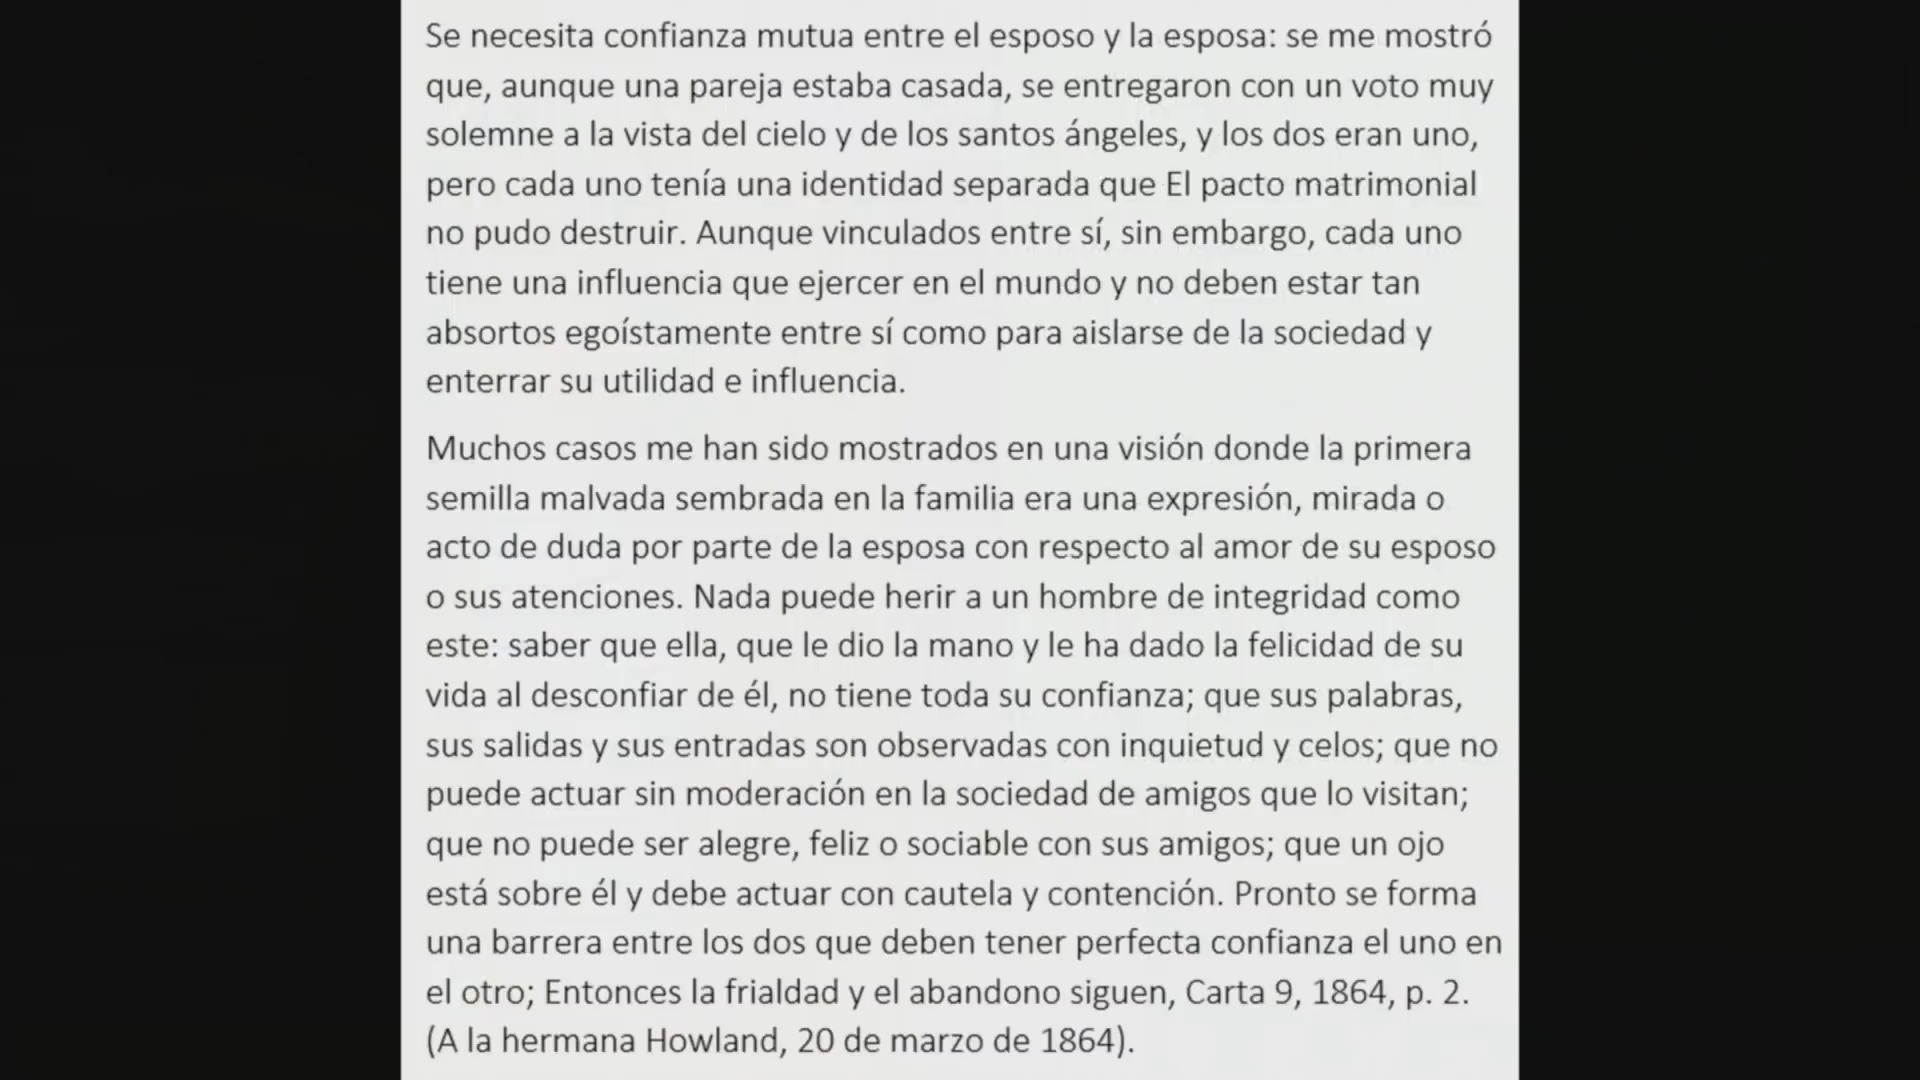 Se necesita confianza mutua entre el esposo y la esposa: se me mostró
que, aunque una pareja estaba casada, se entregaron con un voto muy
solemne a la vista del cielo y de los santos ángeles, y los dos eran uno,
pero cada uno tenía una identidad separada que El pacto matrimonial
no pudo destruir. Aunque vinculados entre sí, sin embargo, cada uno
tiene una influencia que ejercer en el mundo y no deben estar tan
absortos egoístamente entre sí como para aislarse de la sociedad y
enterrar su utilidad e influencia.
Muchos casos me han sido mostrados en una visión donde la primera
semilla malvada sembrada en la familia era una expresión, mirada o
acto de duda por parte de la esposa con respecto al amor de su esposo
o sus atenciones. Nada puede herir a un hombre de integridad como
este: saber que ella, que le dio la mano y le ha dado la felicidad de su
vida al desconfiar de él, no tiene toda su confianza; que sus palabras,
sus salidas y sus entradas son observadas con inquietud y celos; que no
puede actuar sin moderación en la sociedad de amigos que lo visitan;
que no puede ser alegre, feliz o sociable con sus amigos; que un ojo
está sobre él y debe actuar con cautela y contención. Pronto se forma
una barrera entre los dos que deben tener perfecta confianza el uno en
el otro; Entonces la frialdad y el abandono siguen, Carta 9, 1864, p. 2.
(A la hermana Howland, 20 de marzo de 1864).